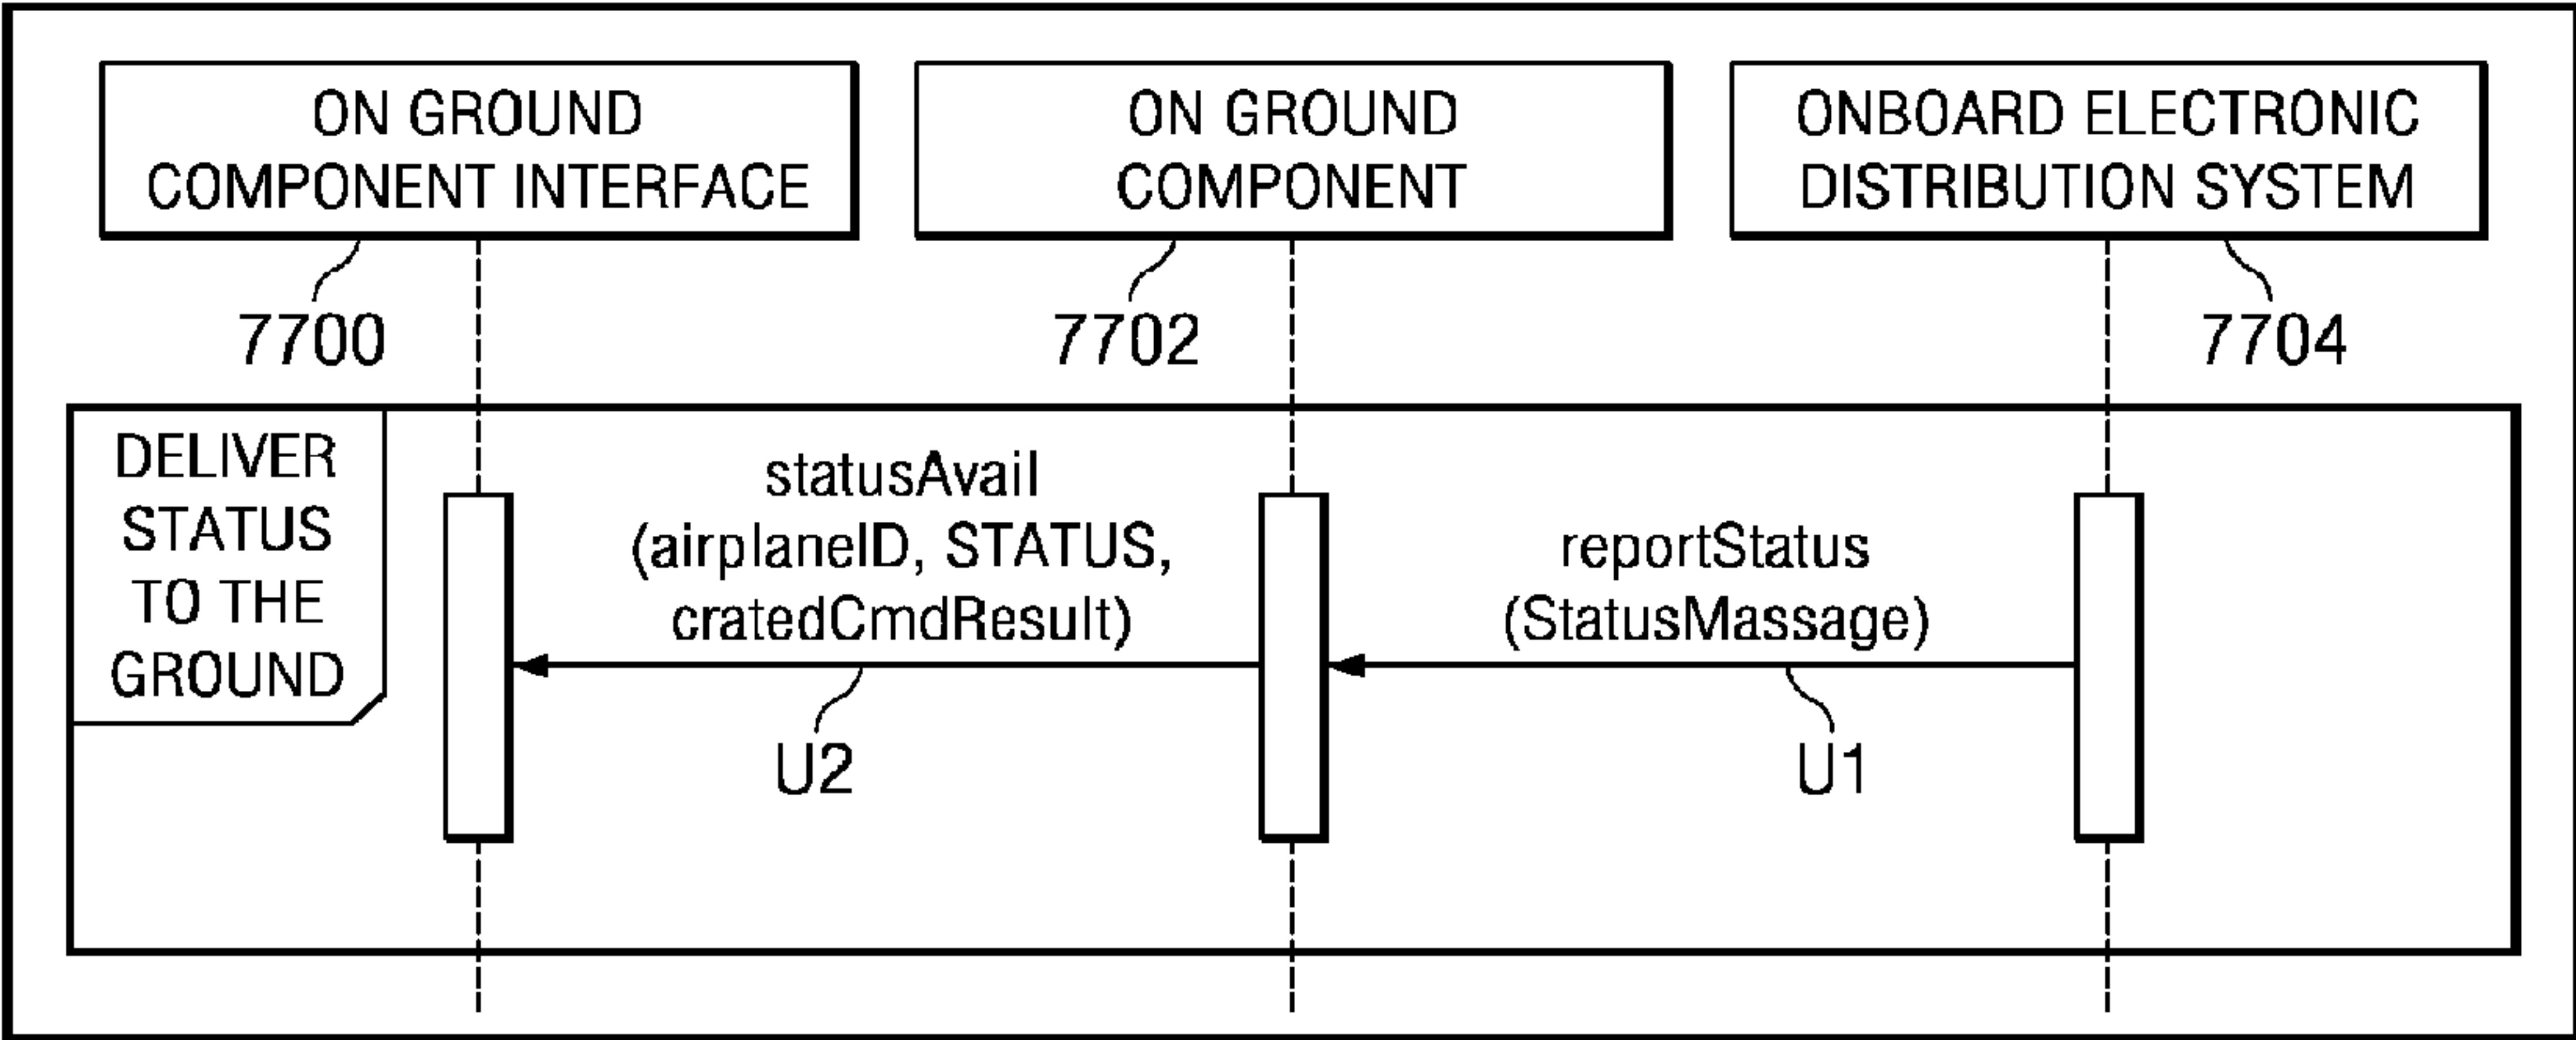 ON GROUND
COMPONENT INTERFACE
ON GROUND
COMPONENT
ONBOARD ELECTRONIC
DISTRIBUTION SYSTEM
7700
7702
7704
DELIVER
STATUS
TO THE
GROUND
statusAvail
(airplaneID, STATUS,
cratedCmdResult)
reportStatus
(StatusMassage)
U2
U1